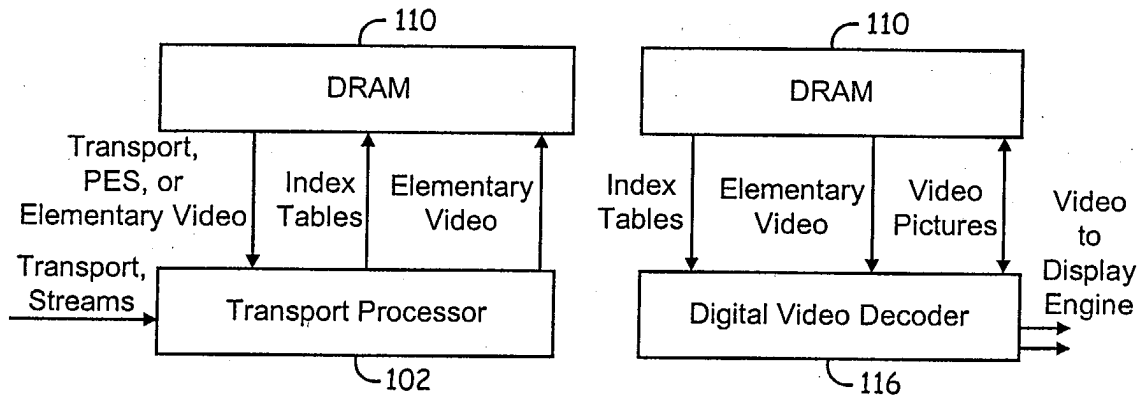 110
DRAM
Transport,
PES, or
Elementary Video
Index
Tables
Elementary
Video
Transport,
Streams
Transport Processor
102
110
DRAM
Index
Tables
Elementary
Video
Video
Pictures
Video
to
Display
Engine
Digital Video Decoder
116